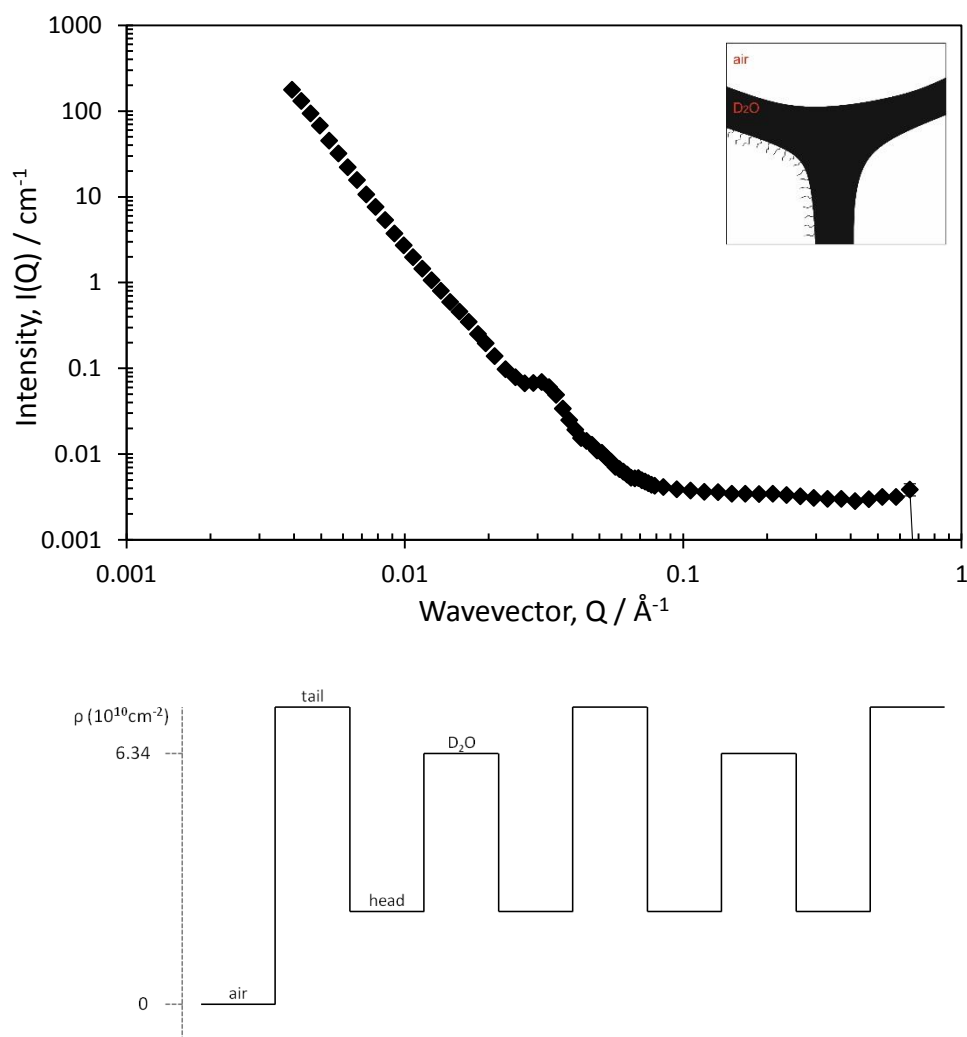 1000
100
10
1
0.1
0.01
0.001
Intensity, I(Q) / cm⁻¹
air
D₂O
0.001
0.01
0.1
1
Wavevector, Q / Å⁻¹
tail
ρ (10¹⁰cm⁻²)
6.34
D₂O
head
air
0